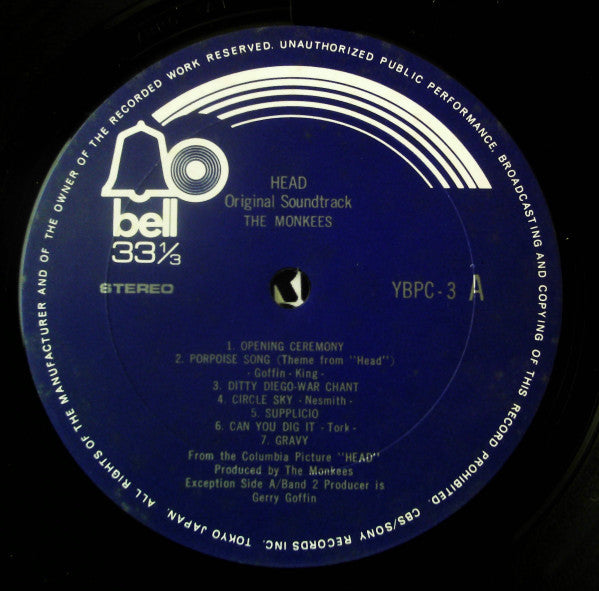 ALL RIGHTS OF THE MANUFACTURER AND OF THE OWNER OF THE RECORDED WORK RESERVED. UNAUTHORIZED PUBLIC PERFORMANCE, BROADCASTING AND COPYING OF THIS RECORD PROHIBITED. CBS/SONY RECORDS INC. TOKYO JAPAN.
bell
33 1/3
STEREO
HEAD
Original Soundtrack
THE MONKEES
YBPC-3 A
1. OPENING CEREMONY
2. PORPOISE SONG (Theme from "Head")
- Goffin - King -
3. DITTY DIEGO-WAR CHANT
4. CIRCLE SKY -Nesmith-
5. SUPPLICIO
6. CAN YOU DIG IT -Tork-
7. GRAVY
From the Columbia Picture "HEAD"
Produced by The Monkees
Exception Side A/Band 2 Producer is
Gerry Goffin